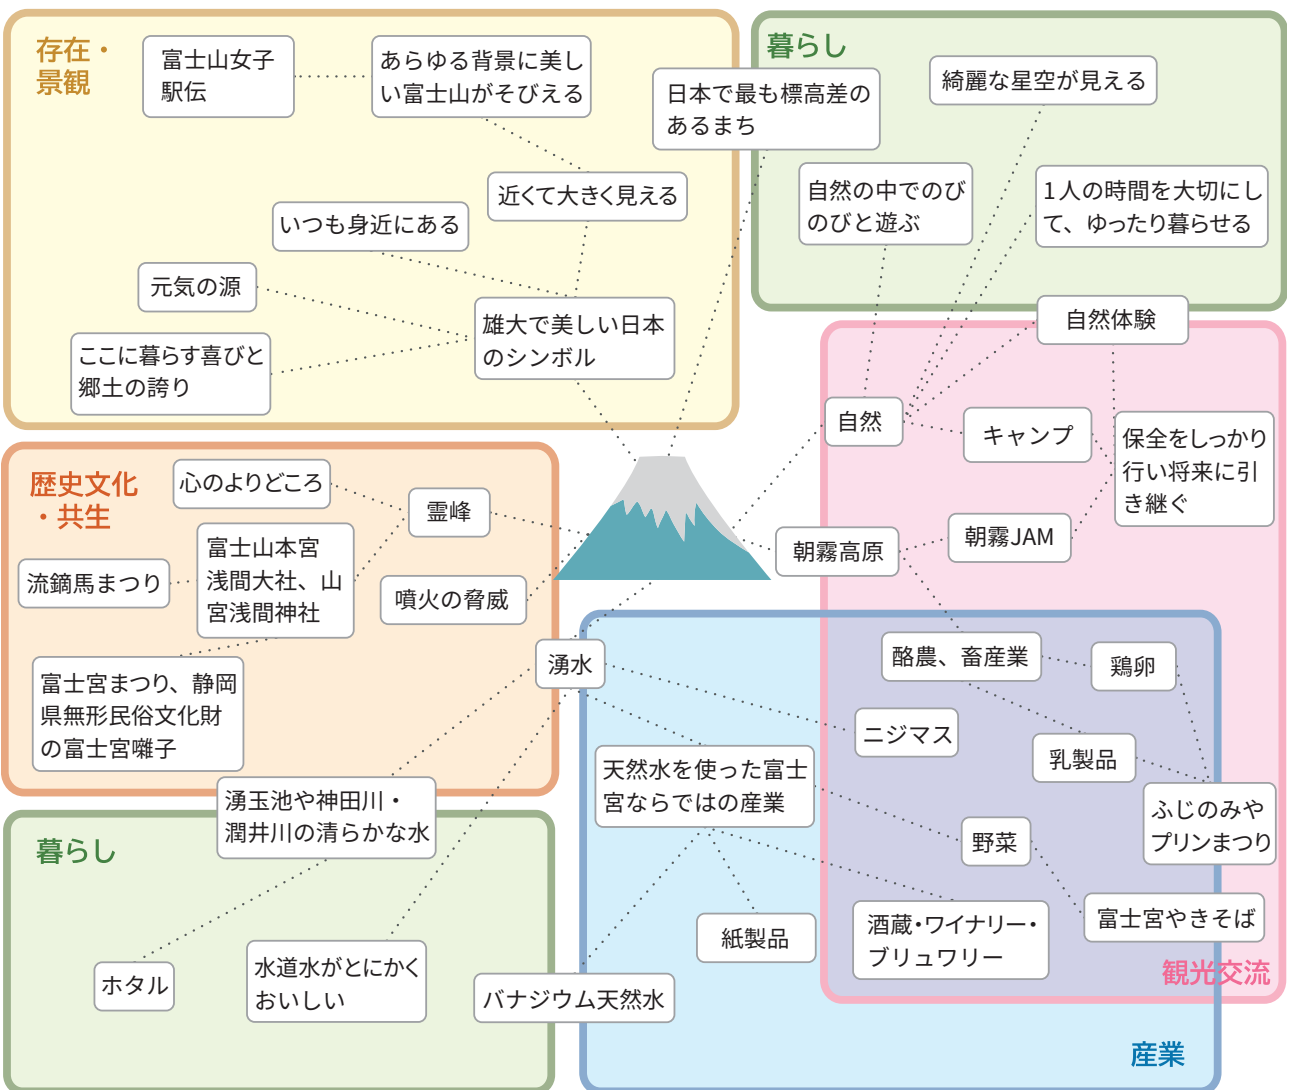 存在・
景観
富士山女子
駅伝
あらゆる背景に美し
い富士山がそびえる
近くて大きく見える
いつも身近にある
元気の源
ここに暮らす喜びと
郷土の誇り
雄大で美しい日本
のシンボル
暮らし
日本で最も標高差の
あるまち
綺麗な星空が見える
自然の中でのび
のびと遊ぶ
1人の時間を大切にし
て、ゆったり暮らせる
自然体験
自然
キャンプ
保全をしっかり
行い将来に引
き継ぐ
朝霧高原
朝霧JAM
歴史文化
・共生
心のよりどころ
霊峰
富士山本宮
浅間大社、山
宮浅間神社
流鏑馬まつり
噴火の脅威
富士宮まつり、静岡
県無形民俗文化財
の富士宮囃子
湧水
湧玉池や神田川・
潤井川の清らかな水
暮らし
ホタル
水道水がとにかく
おいしい
酪農、畜産業
鶏卵
ニジマス
乳製品
天然水を使った富士
宮ならではの産業
ふじのみや
プリンまつり
野菜
富士宮やきそば
紙製品
酒蔵・ワイナリー・
ブリュワリー
観光交流
バナジウム天然水
産業